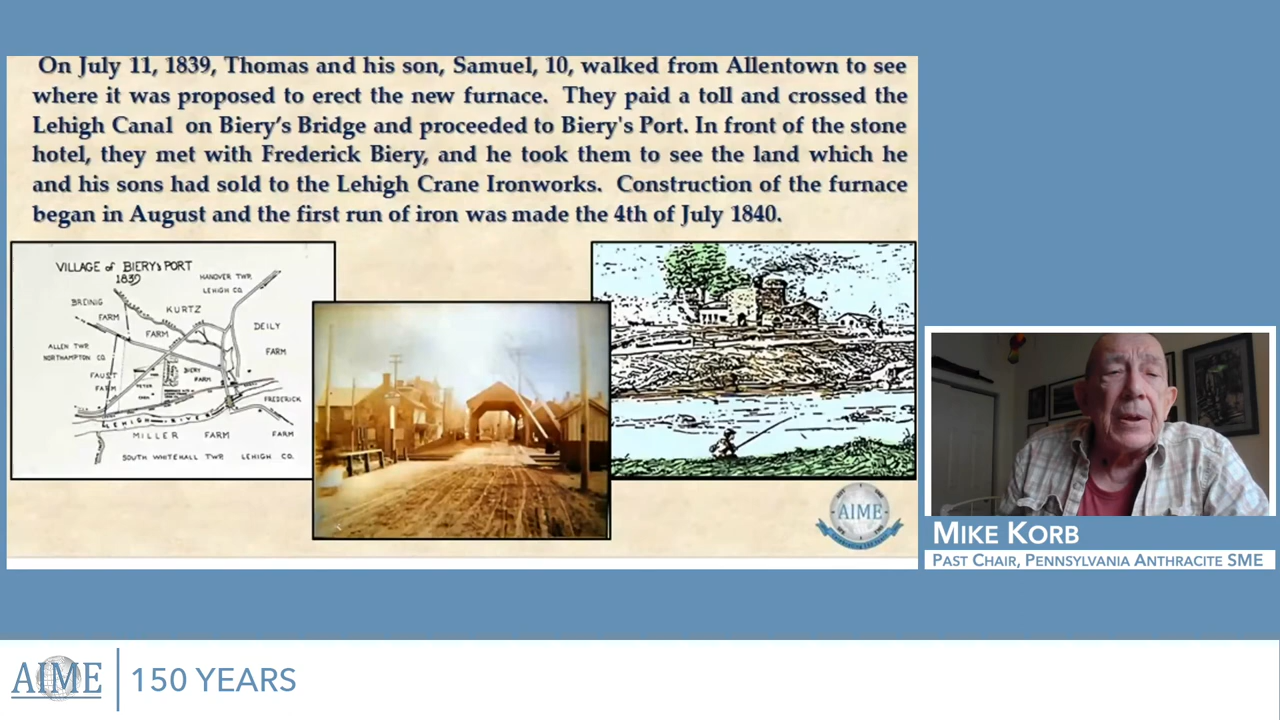 On July 11, 1839, Thomas and his son, Samuel, 10, walked from Allentown to see
where it was proposed to erect the new furnace. They paid a toll and crossed the
Lehigh Canal on Biery’s Bridge and proceeded to Biery's Port. In front of the stone
hotel, they met with Frederick Biery, and he took them to see the land which he
and his sons had sold to the Lehigh Crane Ironworks. Construction of the furnace
began in August and the first run of iron was made the 4th of July 1840.
VILLAGE of BIERY's PORT
1839
HANOVER TWP.
LEHIGH CO.
BREINIG
FARM
KURTZ
FARM
DEILY
FARM
ALLEN TWP.
NORTHAMPTON CO.
FAUST
FARM
BIERY
FARM
FREDERICK
FARM
LEHIGH RIVER
MILLER FARM
SOUTH WHITEHALL TWP. LEHIGH CO.
AIME
MIKE KORB
PAST CHAIR, PENNSYLVANIA ANTHRACITE SME
AIME
150 YEARS